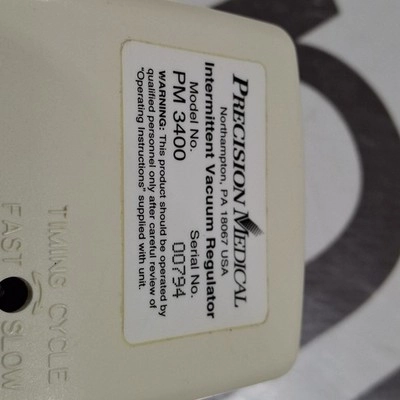 PRECISION MEDICAL
Northampton, PA 18067 USA
Intermittent Vacuum Regulator
Model No. Serial No.
PM 3400 00794
WARNING: This product should be operated by
qualified personnel only after careful review of
"Operating Instructions" supplied with unit.
TIMING CYCLE
FAST SLOW